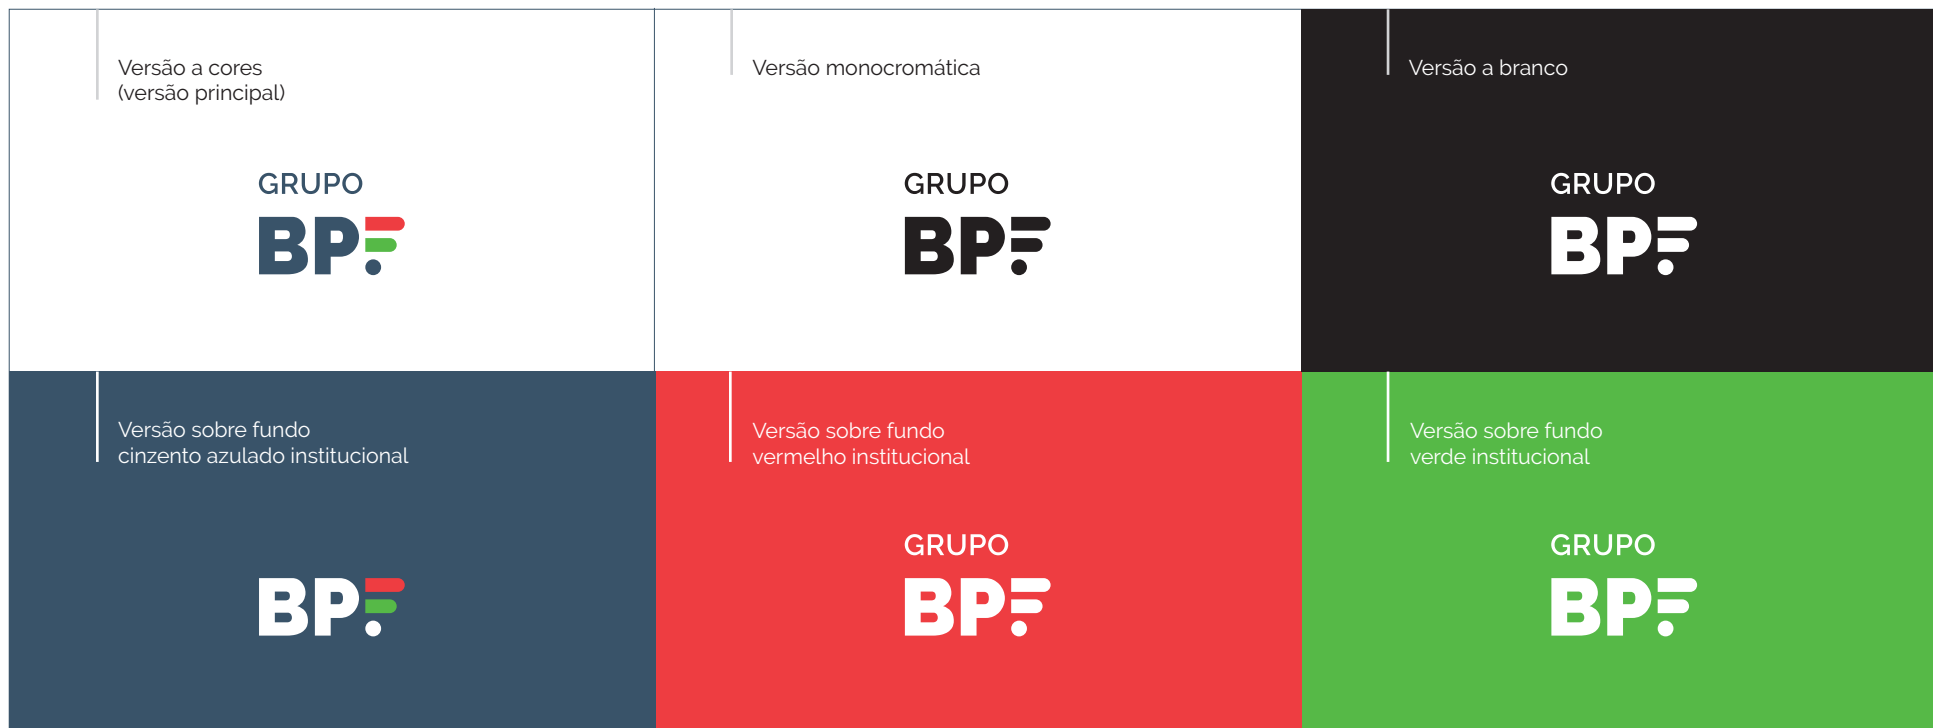 Versão a cores
(versão principal)
GRUPO
BPF
Versão monocromática
GRUPO
BPF
Versão a branco
GRUPO
BPF
Versão sobre fundo
cinzento azulado institucional
BPF
Versão sobre fundo
vermelho institucional
GRUPO
BPF
Versão sobre fundo
verde institucional
GRUPO
BPF